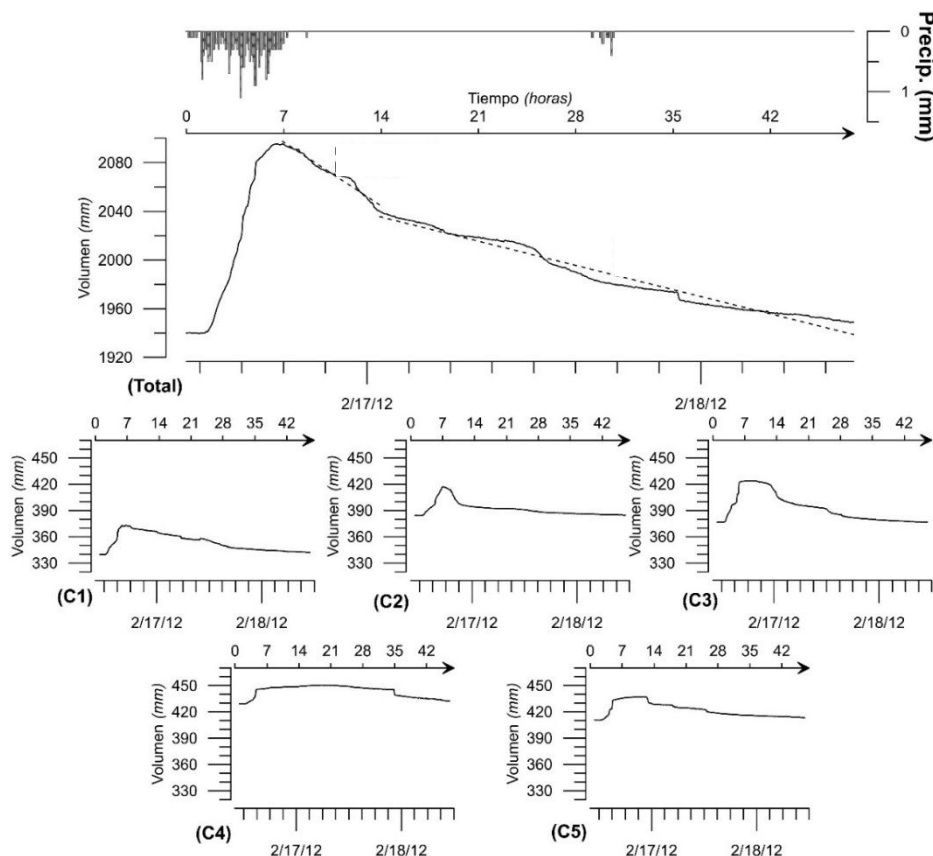 0
1
Precip. (mm)
Tiempo (horas)
0 7 14 21 28 35 42
Volumen (mm)
2080
2040
2000
1960
1920
(Total)
2/17/12 2/18/12
0 7 14 21 28 35 42
Volumen (mm)
450
420
390
360
330
(C1)
2/17/12 2/18/12
0 7 14 21 28 35 42
Volumen (mm)
450
420
390
360
330
(C2)
2/17/12 2/18/12
0 7 14 21 28 35 42
Volumen (mm)
450
420
390
360
330
(C3)
2/17/12 2/18/12
0 7 14 21 28 35 42
Volumen (mm)
450
420
390
360
330
(C4)
2/17/12 2/18/12
0 7 14 21 28 35 42
Volumen (mm)
450
420
390
360
330
(C5)
2/17/12 2/18/12